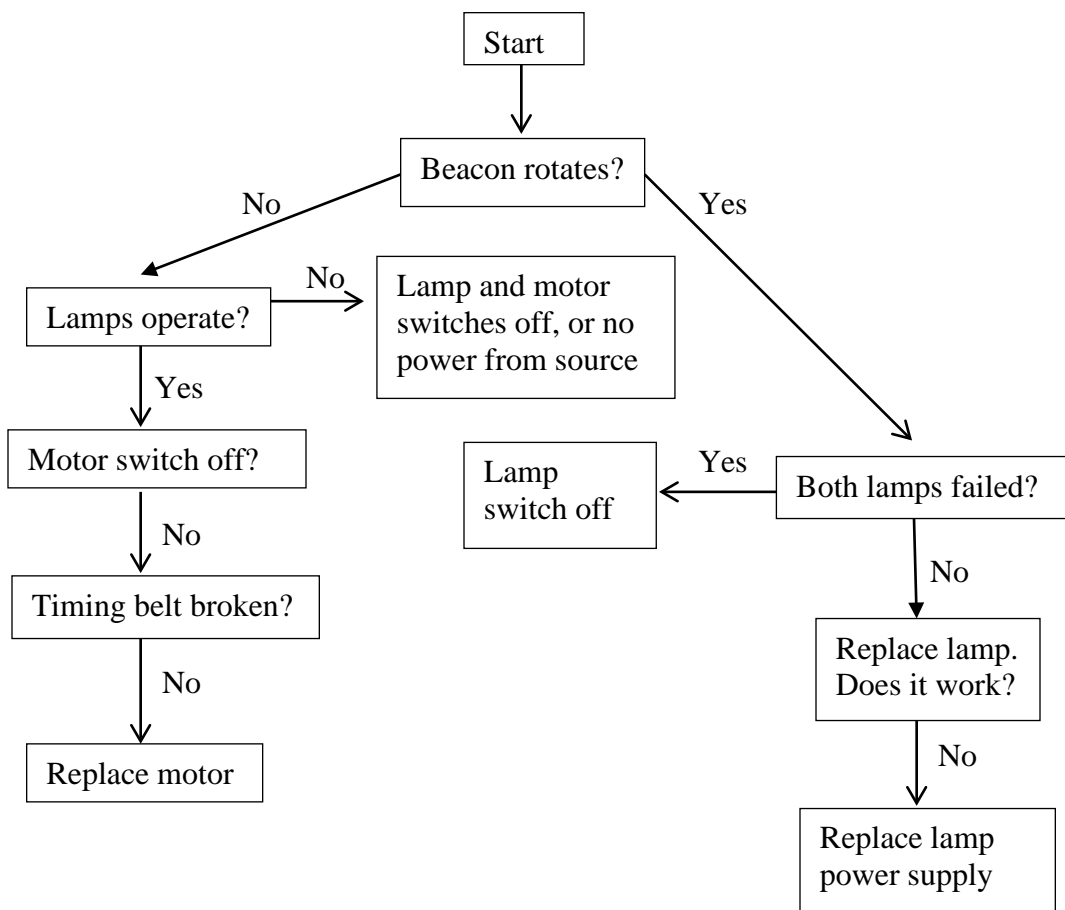 Start
Beacon rotates?
No
Yes
Lamps operate?
No
Lamp and motor
switches off, or no
power from source
Yes
Motor switch off?
Lamp
switch off
Yes
Both lamps failed?
No
No
Timing belt broken?
Replace lamp.
Does it work?
No
No
Replace motor
Replace lamp
power supply